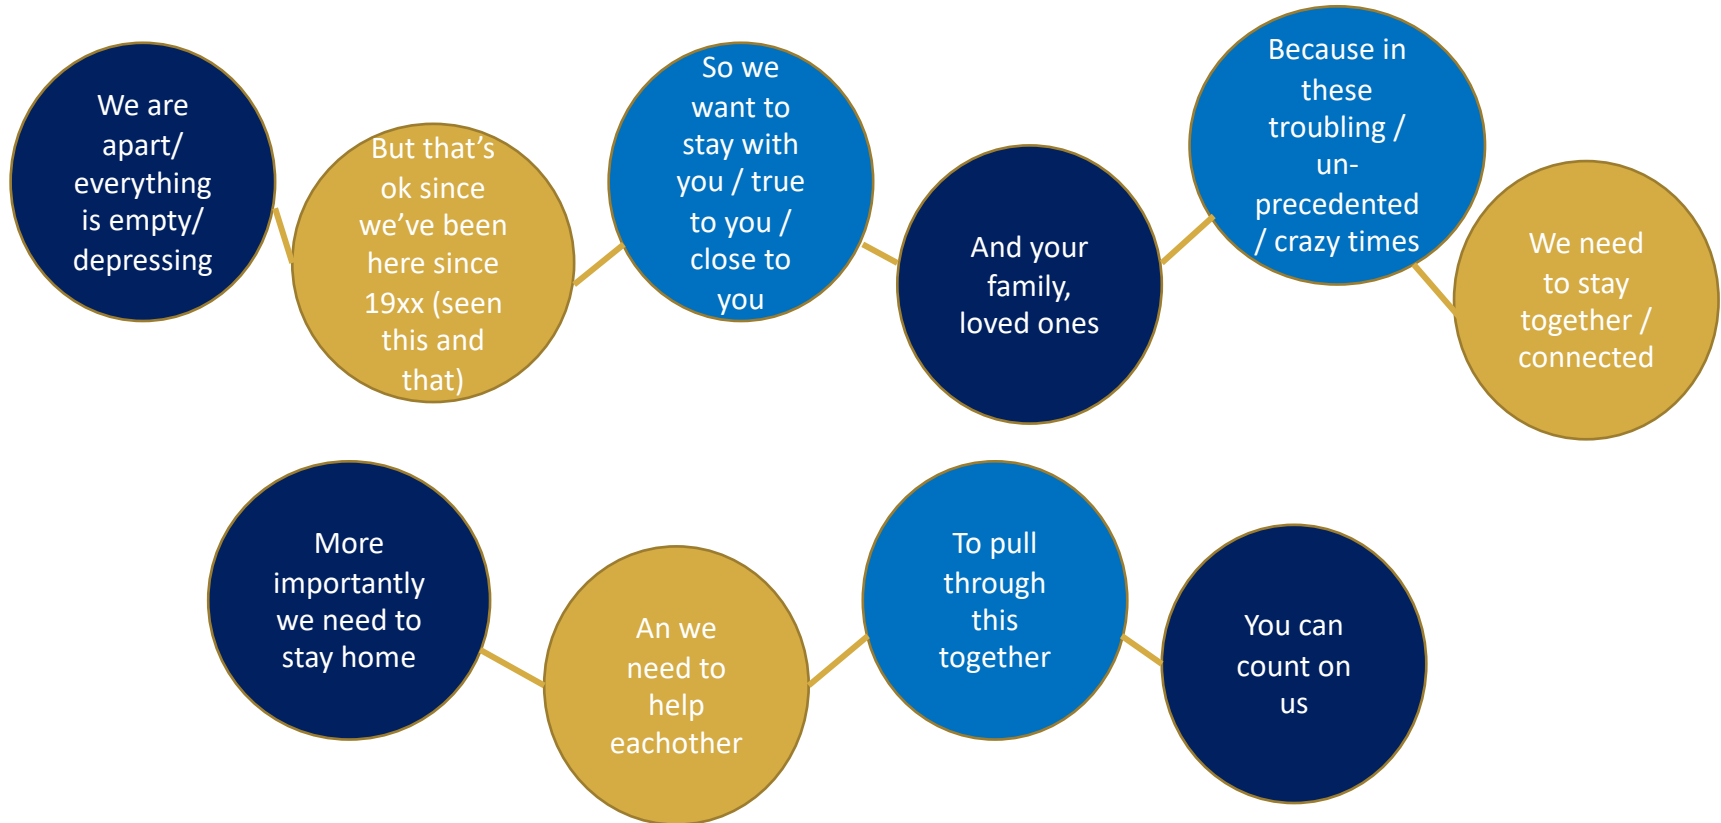 We are
apart/
everything
is empty/
depressing
But that’s
ok since
we’ve been
here since
19xx (seen
this and
that)
So we
want to
stay with
you / true
to you /
close to
you
And your
family,
loved ones
Because in
these
troubling /
un-
precedented
/ crazy times
We need
to stay
together /
connected
More
importantly
we need to
stay home
An we
need to
help
eachother
To pull
through
this
together
You can
count on
us